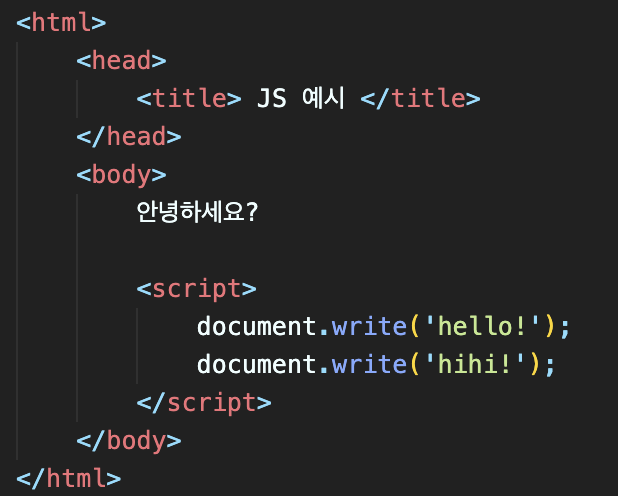 <html>
<head>
<title> JS 예시 </title>
</head>
<body>
안녕하세요?
<script>
document.write('hello!');
document.write('hihi!');
</script>
</body>
</html>